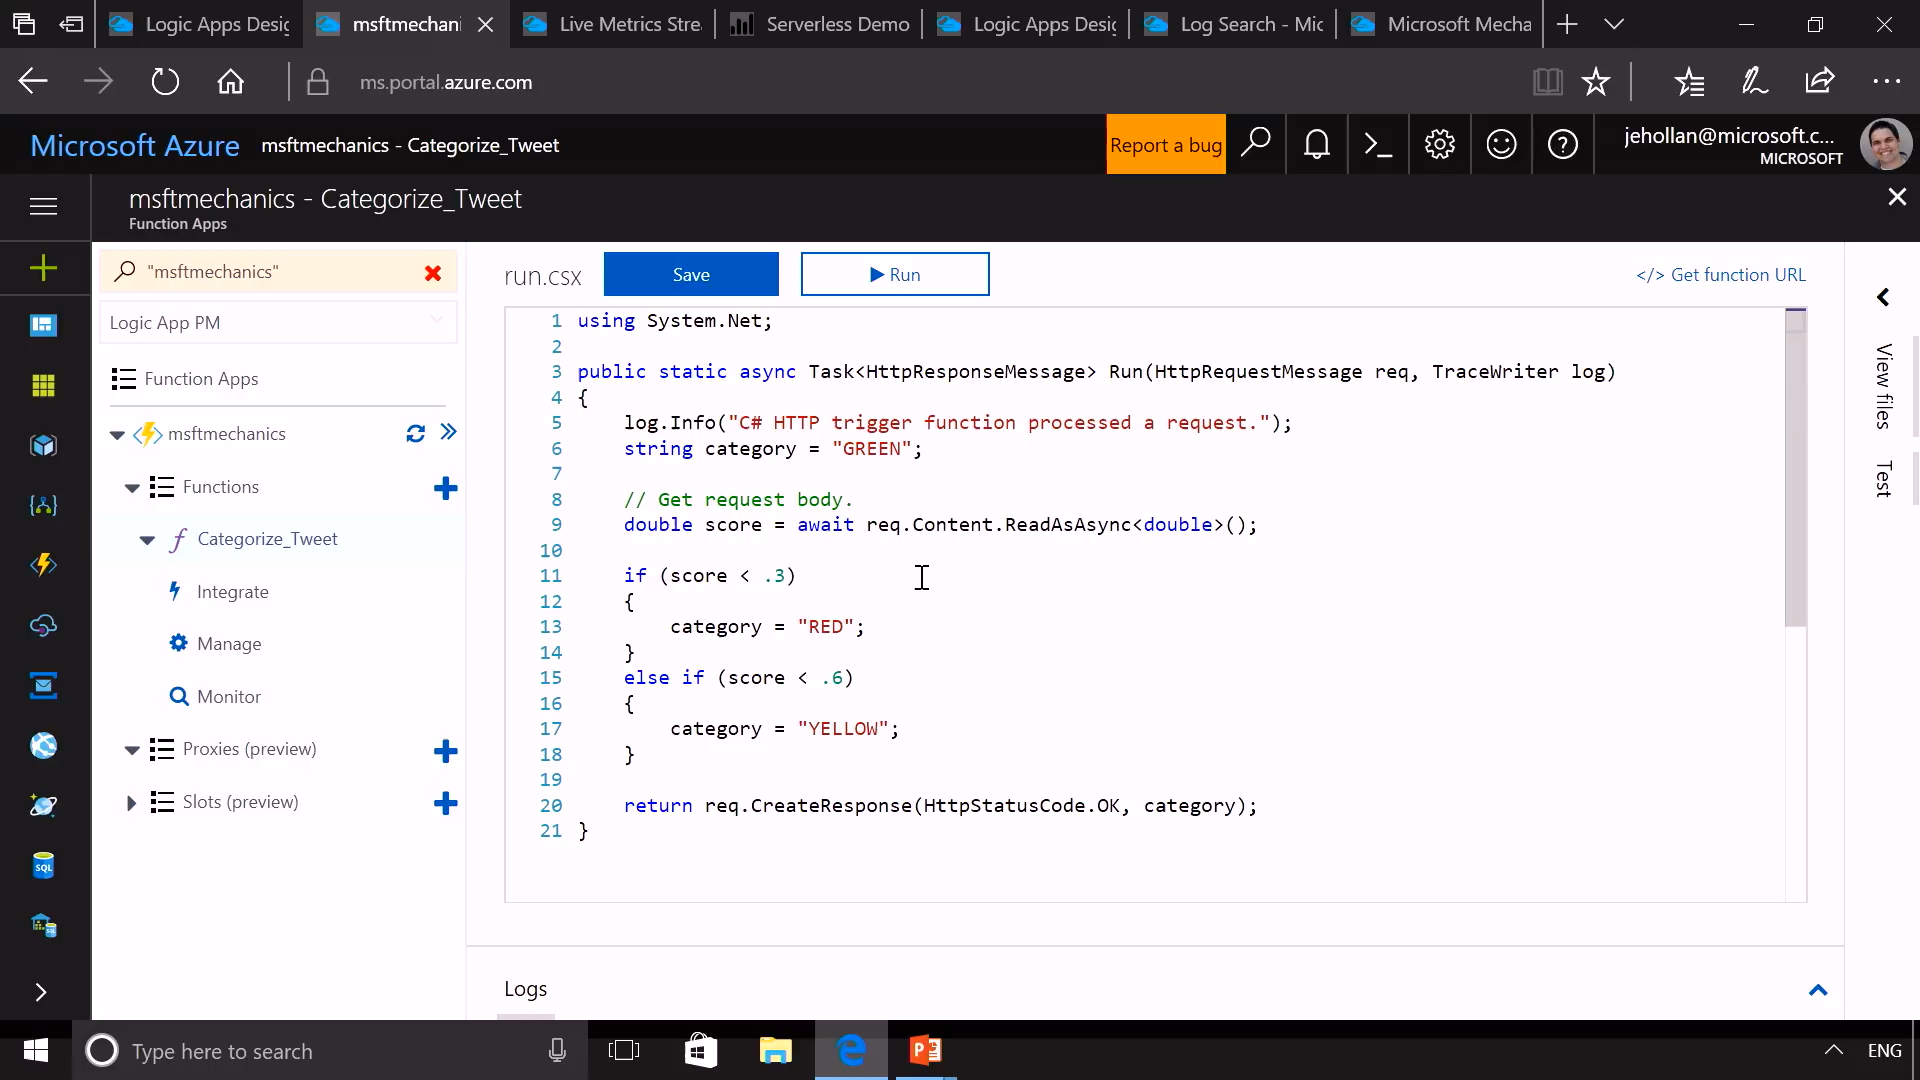 Logic Apps Desig
msftmechani
Live Metrics Stre
Serverless Demo
Logic Apps Desig
Log Search - Mic
Microsoft Mecha
ms.portal.azure.com
Microsoft Azure
msftmechanics - Categorize_Tweet
Report a bug
jehollan@microsoft.c...
MICROSOFT
msftmechanics - Categorize_Tweet
Function Apps
"msftmechanics"
Logic App PM
Function Apps
msftmechanics
Functions
Categorize_Tweet
Integrate
Manage
Monitor
Proxies (preview)
Slots (preview)
run.csx
Save
Run
</> Get function URL
1 using System.Net;
2
3 public static async Task<HttpResponseMessage> Run(HttpRequestMessage req, TraceWriter log)
4 {
5 log.Info("C# HTTP trigger function processed a request.");
6 string category = "GREEN";
7
8 // Get request body.
9 double score = await req.Content.ReadAsAsync<double>();
10
11 if (score < .3)
12 {
13 category = "RED";
14 }
15 else if (score < .6)
16 {
17 category = "YELLOW";
18 }
19
20 return req.CreateResponse(HttpStatusCode.OK, category);
21 }
View files
Test
Logs
SQL
SQL
Type here to search
ENG